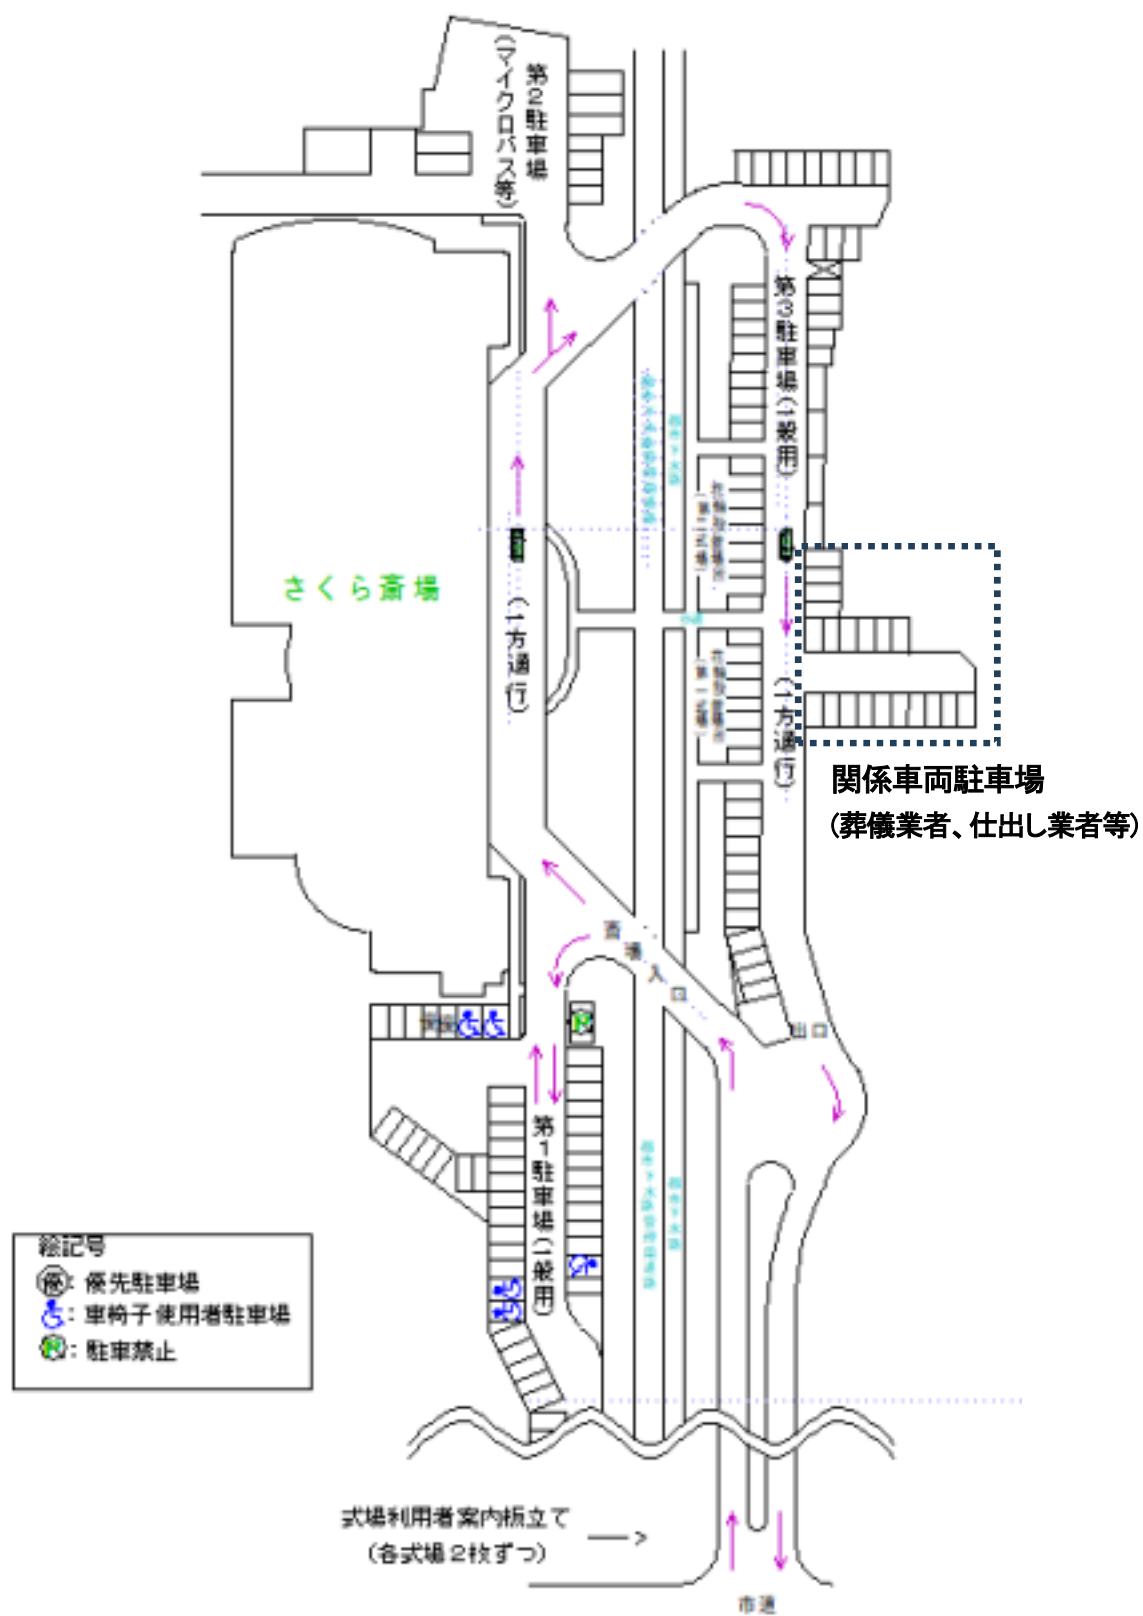 第2駐車場
(マイクロバス等)
第3駐車場(一般用)
さくら斎場
(一方通行)
(一方通行)
関係車両駐車場
(葬儀業者、仕出し業者等)
斎場入口
出口
第1駐車場(一般用)
絵記号
優:優先駐車場
:車椅子使用者駐車場
:駐車禁止
式場利用者案内板立て
(各式場2枚ずつ)
市道